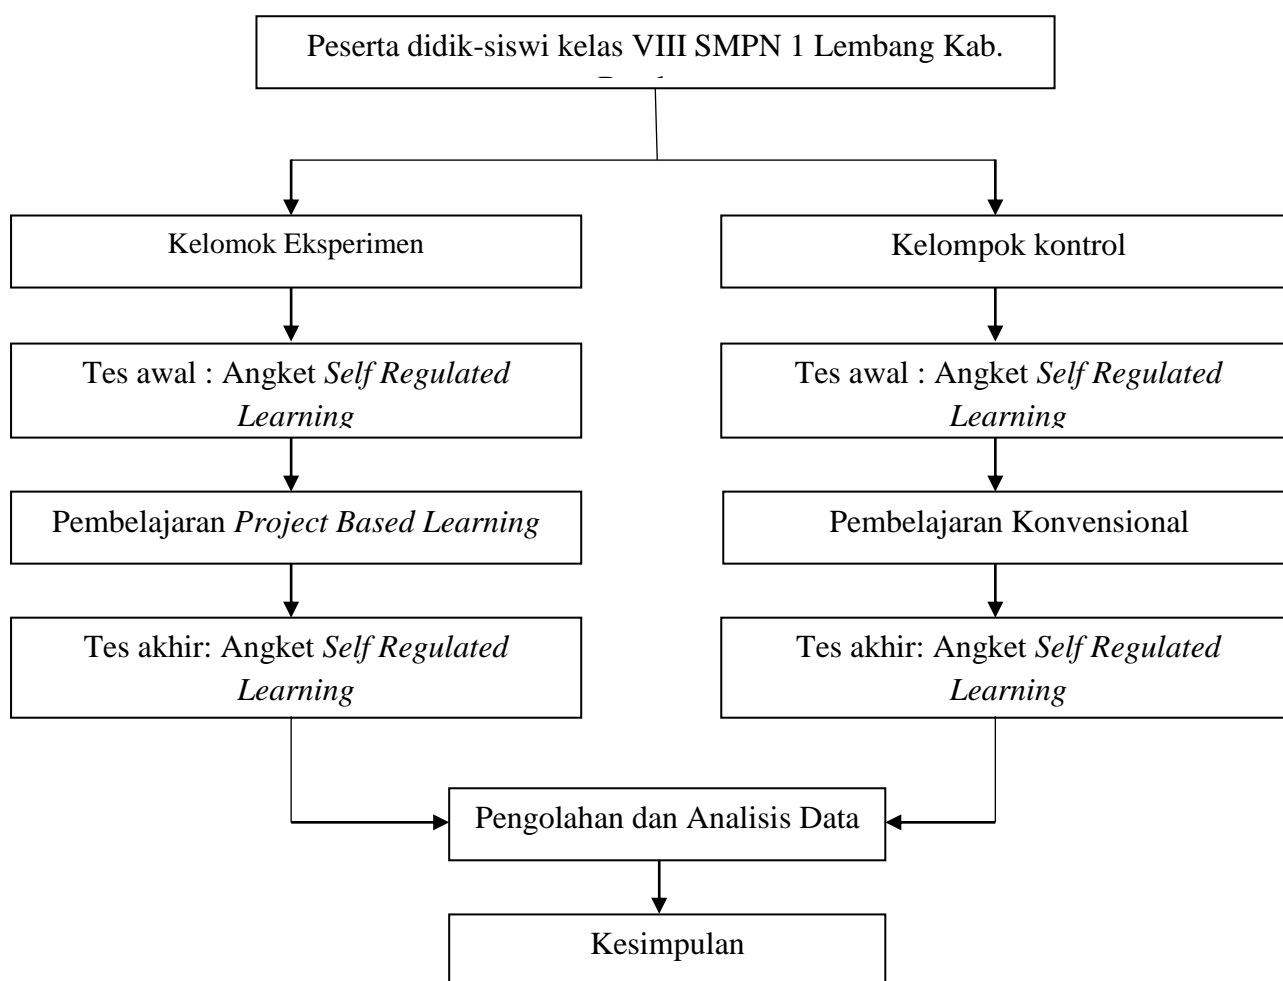 Peserta didik-siswi kelas VIII SMPN 1 Lembang Kab.
Kelomok Eksperimen
Kelompok kontrol
Tes awal : Angket Self Regulated
Learning
Tes awal : Angket Self Regulated
Learning
Pembelajaran Project Based Learning
Pembelajaran Konvensional
Tes akhir: Angket Self Regulated
Learning
Tes akhir: Angket Self Regulated
Learning
Pengolahan dan Analisis Data
Kesimpulan